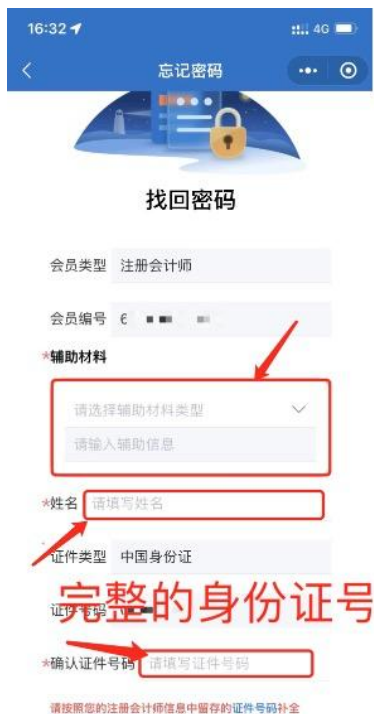 16:32
4G
忘记密码
找回密码
会员类型 注册会计师
会员编号 6
*辅助材料
请选择辅助材料类型
请输入辅助信息
*姓名 请填写姓名
证件类型 中国身份证
完整的身份证号
证件号码
*确认证件号码 请填写证件号码
请按照您的注册会计师信息中留存的证件号码补全